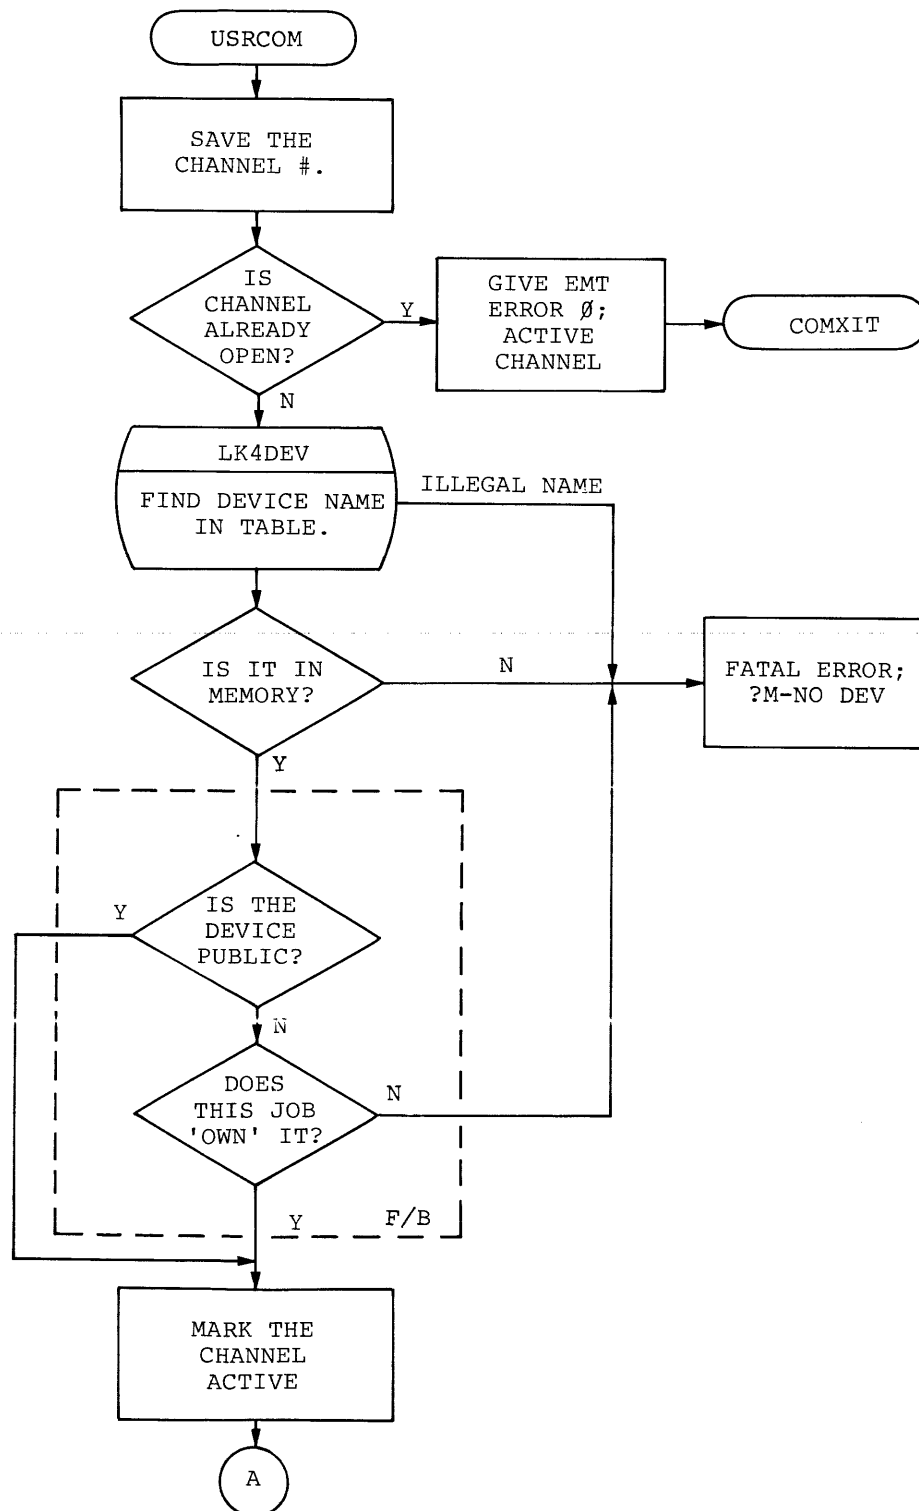 USRCOM
SAVE THE
CHANNEL #.
IS
CHANNEL
ALREADY
OPEN?
Y
GIVE EMT
ERROR Ø;
ACTIVE
CHANNEL
COMXIT
N
LK4DEV
FIND DEVICE NAME
IN TABLE.
ILLEGAL NAME
IS IT IN
MEMORY?
N
FATAL ERROR;
?M-NO DEV
Y
IS THE
DEVICE
PUBLIC?
Y
N
DOES
THIS JOB
'OWN' IT?
N
Y
F/B
MARK THE
CHANNEL
ACTIVE
A